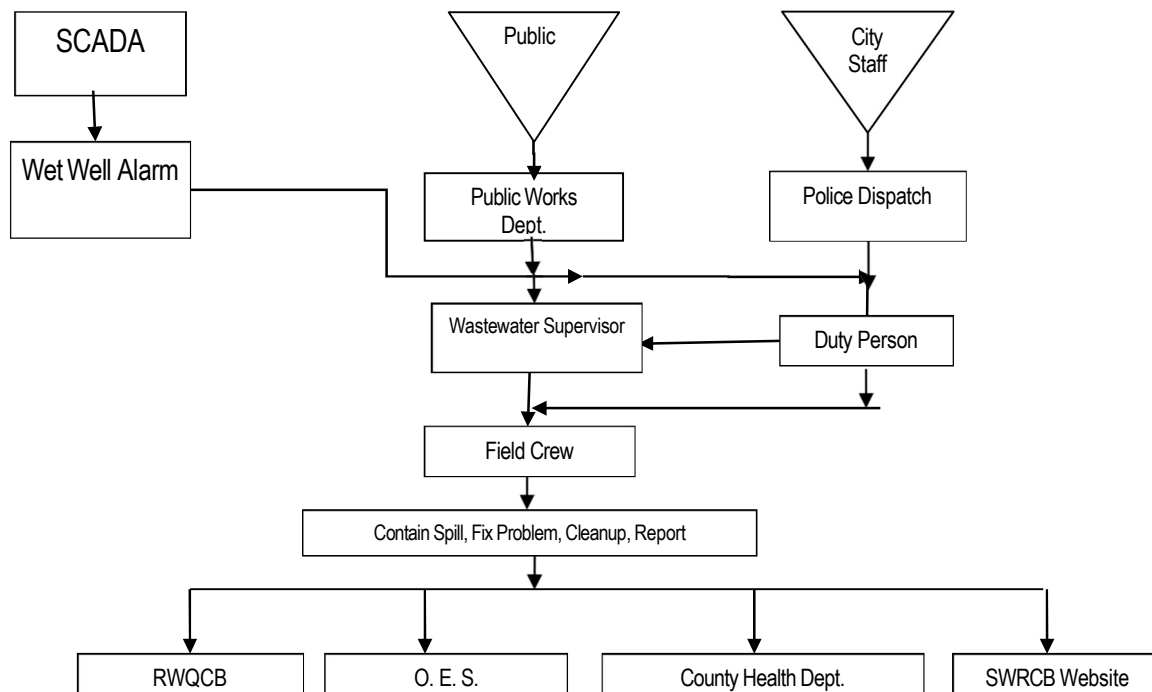 SCADA
Public
City
Staff
Wet Well Alarm
Public Works
Dept.
Police Dispatch
Wastewater Supervisor
Duty Person
Field Crew
Contain Spill, Fix Problem, Cleanup, Report
RWQCB
O. E. S.
County Health Dept.
SWRCB Website